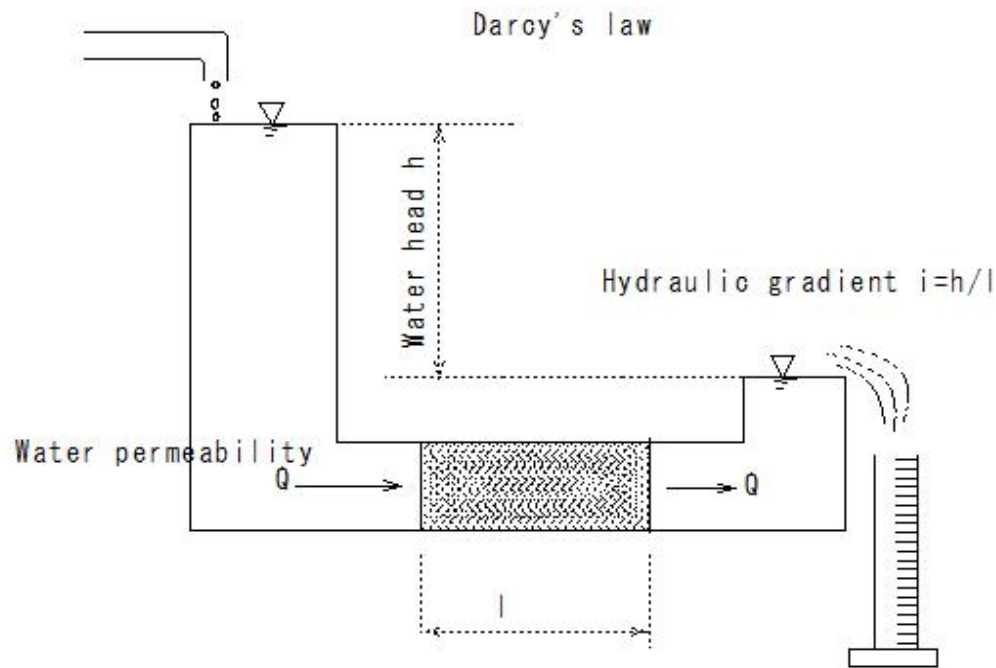 Darcy's law
Water head h
Hydraulic gradient i=h/l
Water permeability
Q
Q
l